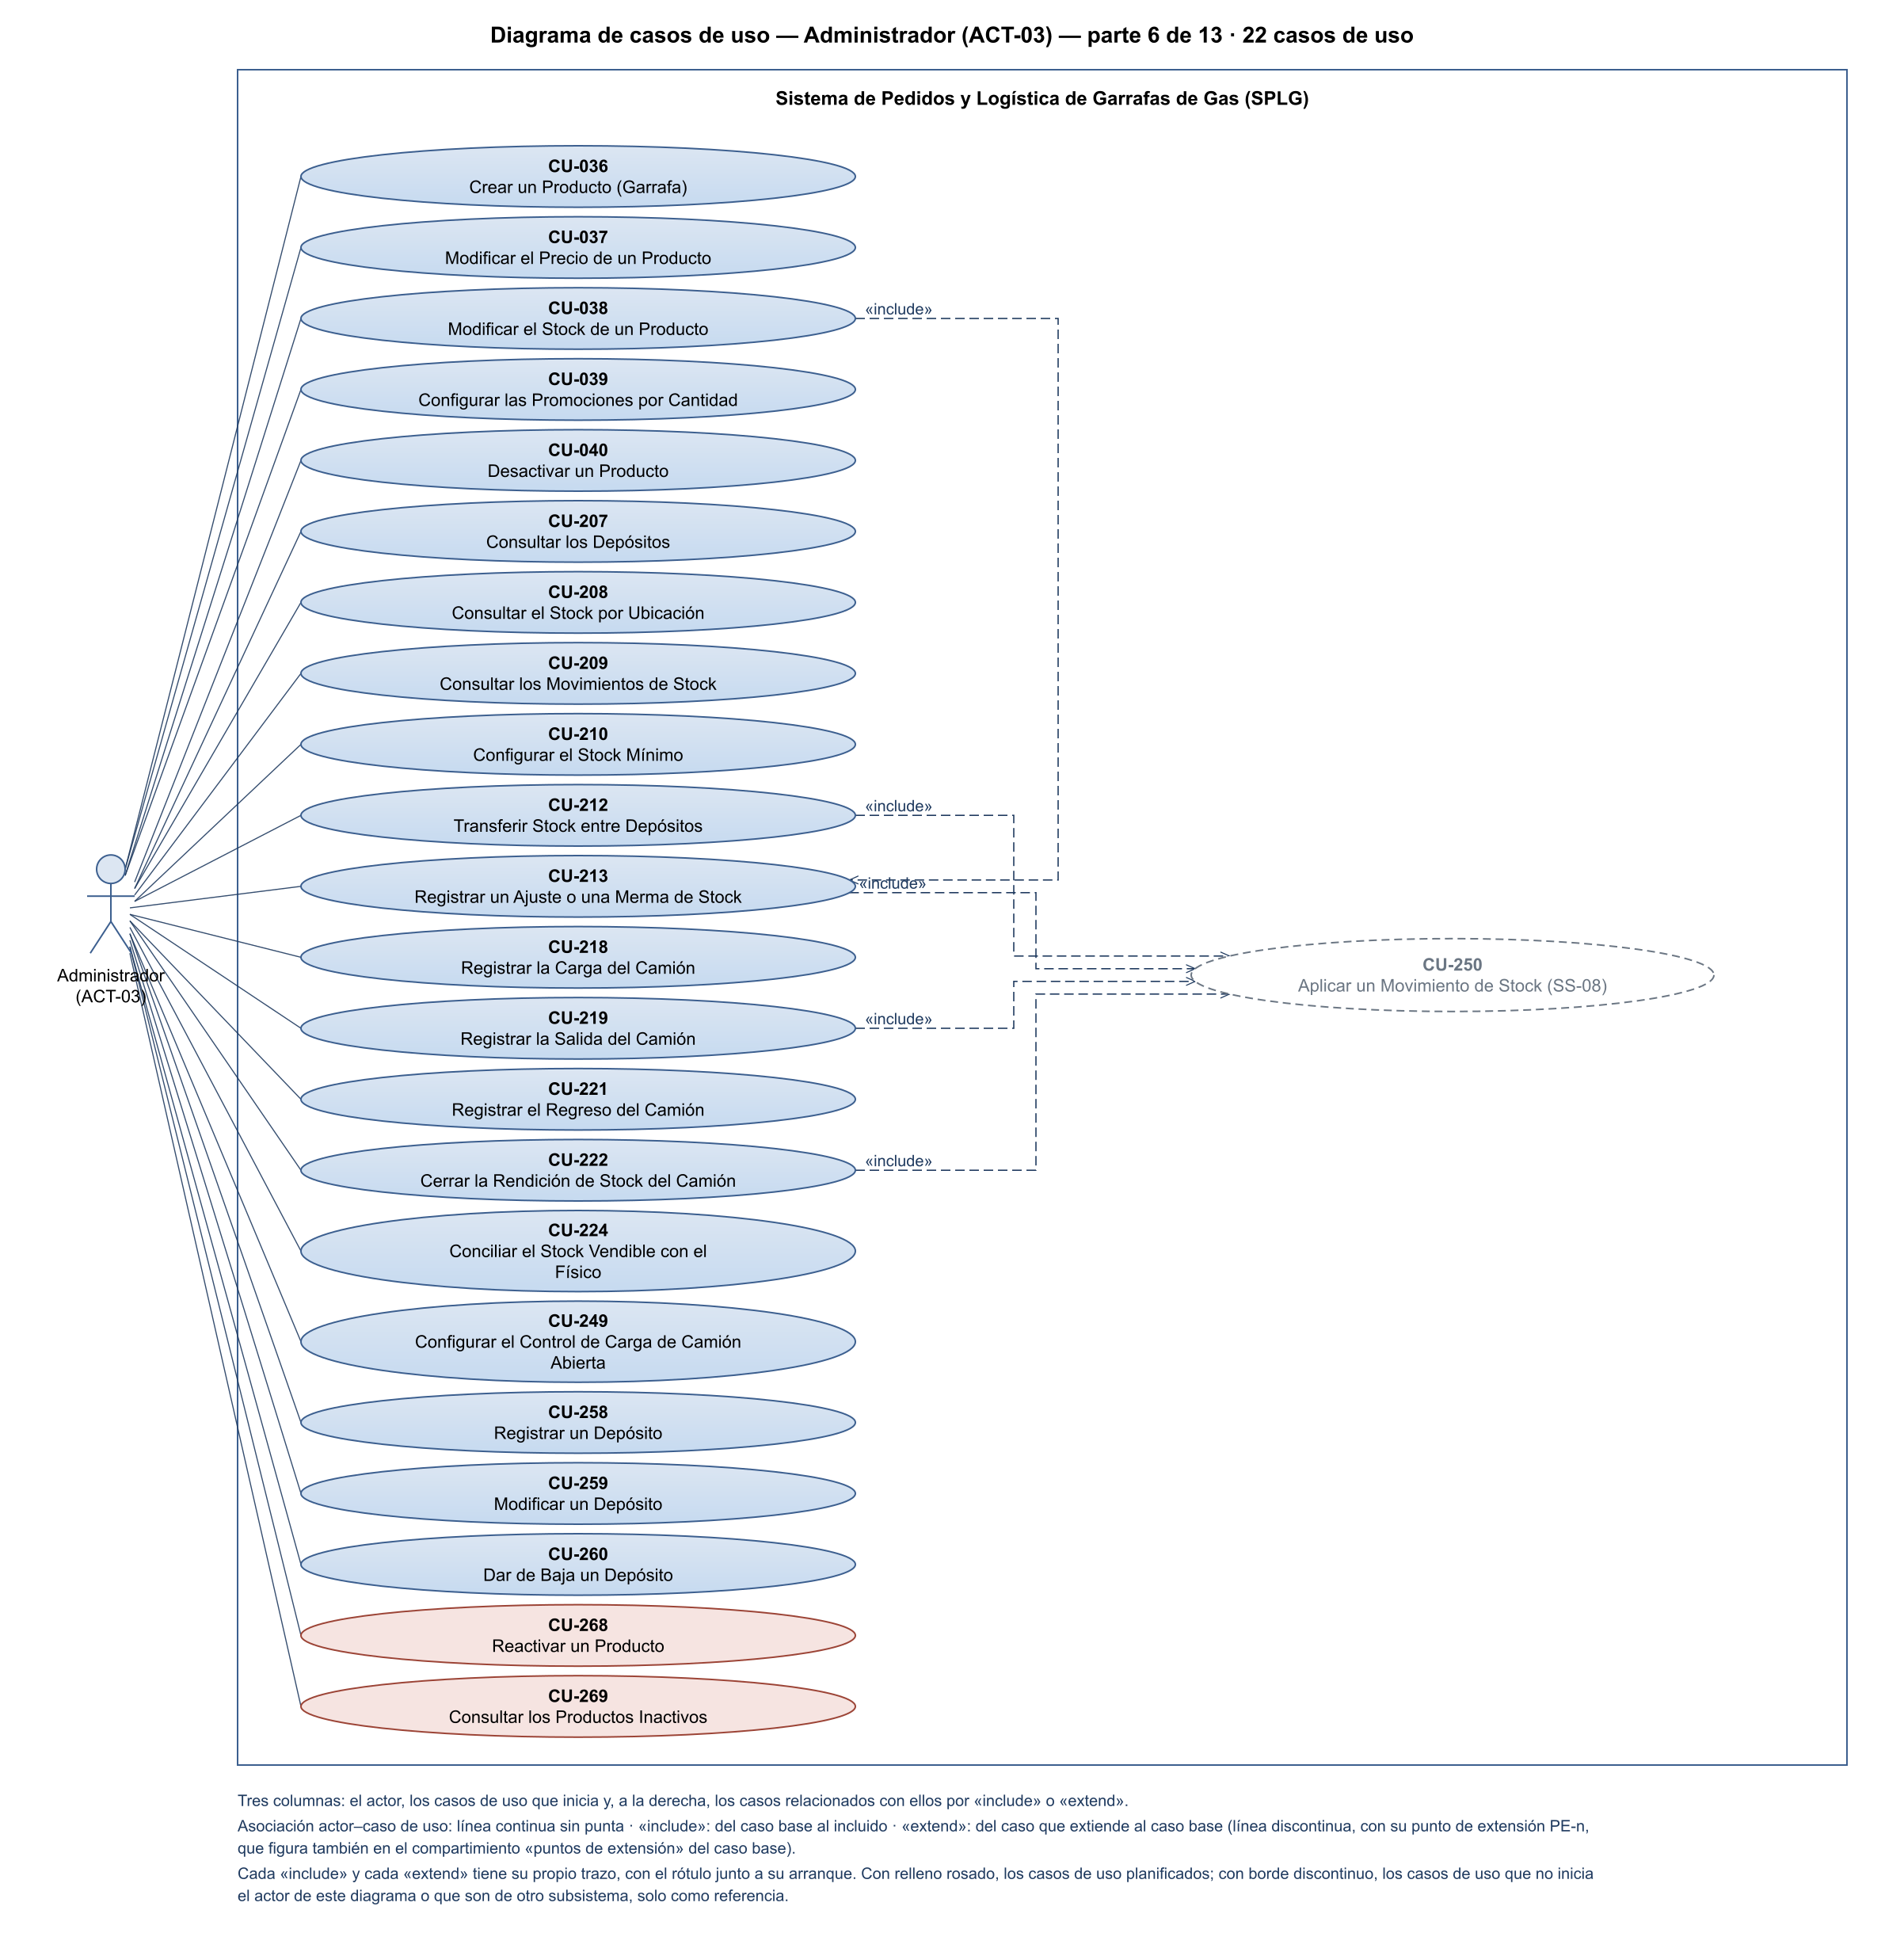 Diagrama de casos de uso — Administrador (ACT-03) — parte 6 de 13 · 22 casos de uso
Sistema de Pedidos y Logística de Garrafas de Gas (SPLG)
CU-036
Crear un Producto (Garrafa)
CU-037
Modificar el Precio de un Producto
CU-038
Modificar el Stock de un Producto
«include»
CU-039
Configurar las Promociones por Cantidad
CU-040
Desactivar un Producto
CU-207
Consultar los Depósitos
CU-208
Consultar el Stock por Ubicación
CU-209
Consultar los Movimientos de Stock
CU-210
Configurar el Stock Mínimo
CU-212
Transferir Stock entre Depósitos
«include»
CU-213
Registrar un Ajuste o una Merma de Stock
«include»
CU-218
Registrar la Carga del Camión
Administrador
(ACT-03)
CU-250
Aplicar un Movimiento de Stock (SS-08)
CU-219
Registrar la Salida del Camión
«include»
CU-221
Registrar el Regreso del Camión
CU-222
Cerrar la Rendición de Stock del Camión
«include»
CU-224
Conciliar el Stock Vendible con el
Físico
CU-249
Configurar el Control de Carga de Camión
Abierta
CU-258
Registrar un Depósito
CU-259
Modificar un Depósito
CU-260
Dar de Baja un Depósito
CU-268
Reactivar un Producto
CU-269
Consultar los Productos Inactivos
Tres columnas: el actor, los casos de uso que inicia y, a la derecha, los casos relacionados con ellos por «include» o «extend».
Asociación actor–caso de uso: línea continua sin punta · «include»: del caso base al incluido · «extend»: del caso que extiende al caso base (línea discontinua, con su punto de extensión PE-n,
que figura también en el compartimiento «puntos de extensión» del caso base).
Cada «include» y cada «extend» tiene su propio trazo, con el rótulo junto a su arranque. Con relleno rosado, los casos de uso planificados; con borde discontinuo, los casos de uso que no inicia
el actor de este diagrama o que son de otro subsistema, solo como referencia.